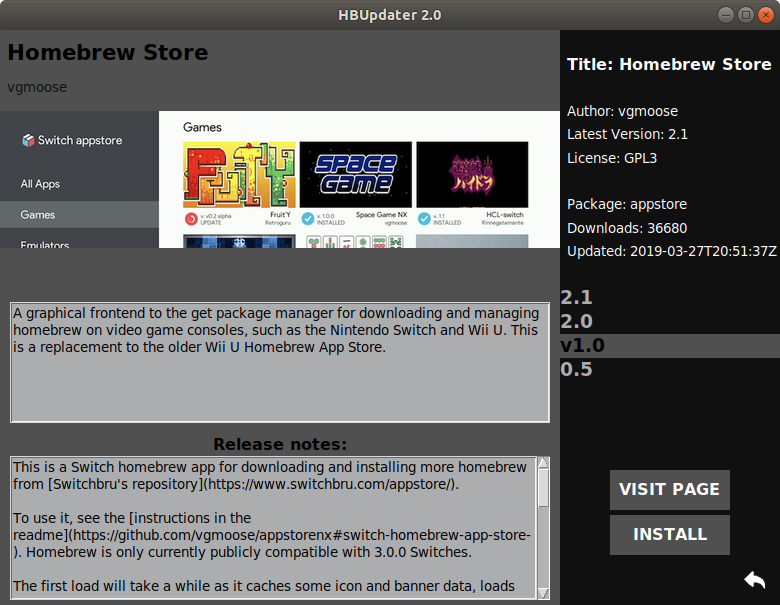 HBUpdater 2.0
Homebrew Store
vgmoose
Switch appstore
All Apps
Games
Emulators
Games
FRUITY
v. v0.2 alpha
UPDATE
Fruit'Y
Retroguru
SPACE
GAME
v. 1.0.0
INSTALLED
Space Game NX
vgmoose
ハイドラ
v. 1.1
INSTALLED
HCL-switch
Rinnegatamante
A graphical frontend to the get package manager for downloading and managing
homebrew on video game consoles, such as the Nintendo Switch and Wii U. This
is a replacement to the older Wii U Homebrew App Store.
Release notes:
This is a Switch homebrew app for downloading and installing more homebrew
from [Switchbru's repository](https://www.switchbru.com/appstore/).
To use it, see the [instructions in the
readme](https://github.com/vgmoose/appstorenx#switch-homebrew-app-store-
). Homebrew is only currently publicly compatible with 3.0.0 Switches.
The first load will take a while as it caches some icon and banner data, loads
Title: Homebrew Store
Author: vgmoose
Latest Version: 2.1
License: GPL3
Package: appstore
Downloads: 36680
Updated: 2019-03-27T20:51:37Z
2.1
2.0
v1.0
0.5
VISIT PAGE
INSTALL